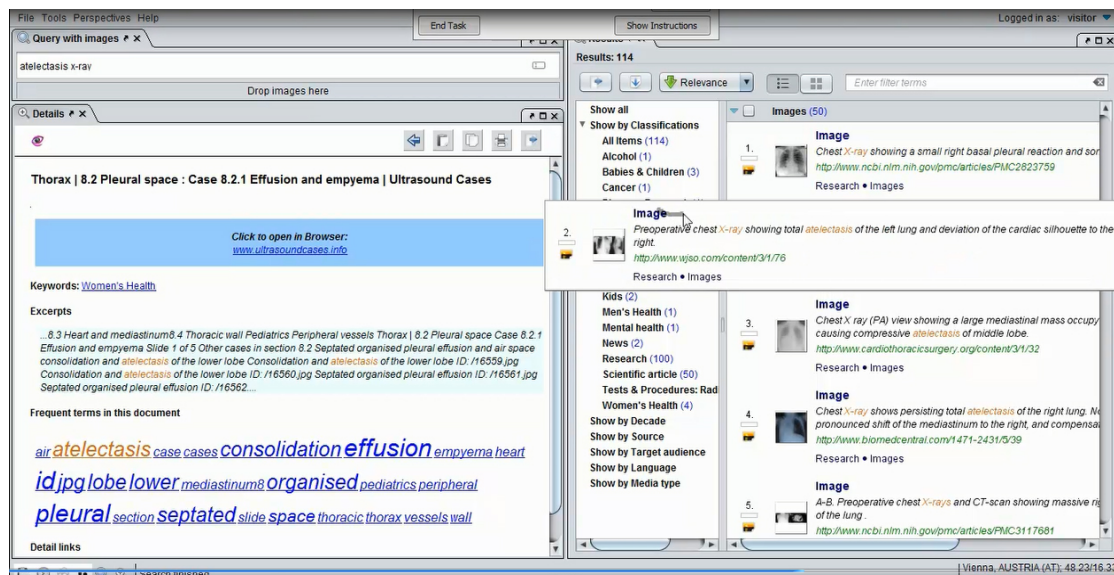 File Tools Perspectives Help
End Task
Show Instructions
Logged in as: visitor
Query with images
atelectasis x-ray
Drop images here
Details
Thorax | 8.2 Pleural space : Case 8.2.1 Effusion and empyema | Ultrasound Cases
Click to open in Browser:
www.ultrasoundcases.info
Keywords: Women's Health
Excerpts
...8.3 Heart and mediastinum8.4 Thoracic wall Pediatrics Peripheral vessels Thorax | 8.2 Pleural space Case 8.2.1
Effusion and empyema Slide 1 of 5 Other cases in section 8.2 Septated organised pleural effusion and air space
consolidation and atelectasis of the lower lobe Consolidation and atelectasis of the lower lobe ID: /16559.jpg
Consolidation and atelectasis of the lower lobe ID: /16560.jpg Septated organised pleural effusion ID: /16561.jpg
Septated organised pleural effusion ID: /16562....
Frequent terms in this document
air atelectasis case cases consolidation effusion empyema heart
id jpg lobe lower mediastinum8 organised pediatrics peripheral
pleural section septated slide space thoracic thorax vessels wall
Detail links
Search finished
Results: 114
Relevance
Enter filter terms
Show all
Show by Classifications
All Items (114)
Alcohol (1)
Babies & Children (3)
Cancer (1)
Kids (2)
Men's Health (1)
Mental health (1)
News (2)
Research (100)
Scientific article (50)
Tests & Procedures: Rad
Women's Health (4)
Show by Decade
Show by Source
Show by Target audience
Show by Language
Show by Media type
Images (50)
1.
Image
Chest X-ray showing a small right basal pleural reaction and
http://www.ncbi.nlm.nih.gov/pmc/articles/PMC2823759
Research • Images
2.
Image
Preoperative chest X-ray showing total atelectasis of the left lung and deviation of the cardiac silhouette to the
right.
http://www.wjso.com/content/3/1/76
Research • Images
3.
Image
Chest X ray (PA) view showing a large mediastinal mass occupy
causing compressive atelectasis of middle lobe.
http://www.cardiothoracicsurgery.org/content/3/1/32
Research • Images
4.
Image
Chest X-ray shows persisting total atelectasis of the right lung.
pronounced shift of the mediastinum to the right, and
http://www.biomedcentral.com/1471-2431/5/39
Research • Images
5.
Image
A-B. Preoperative chest X-rays and CT-scan showing massive
of the lung .
http://www.ncbi.nlm.nih.gov/pmc/articles/PMC3117681
Vienna, AUSTRIA (AT); 48.23/16.3